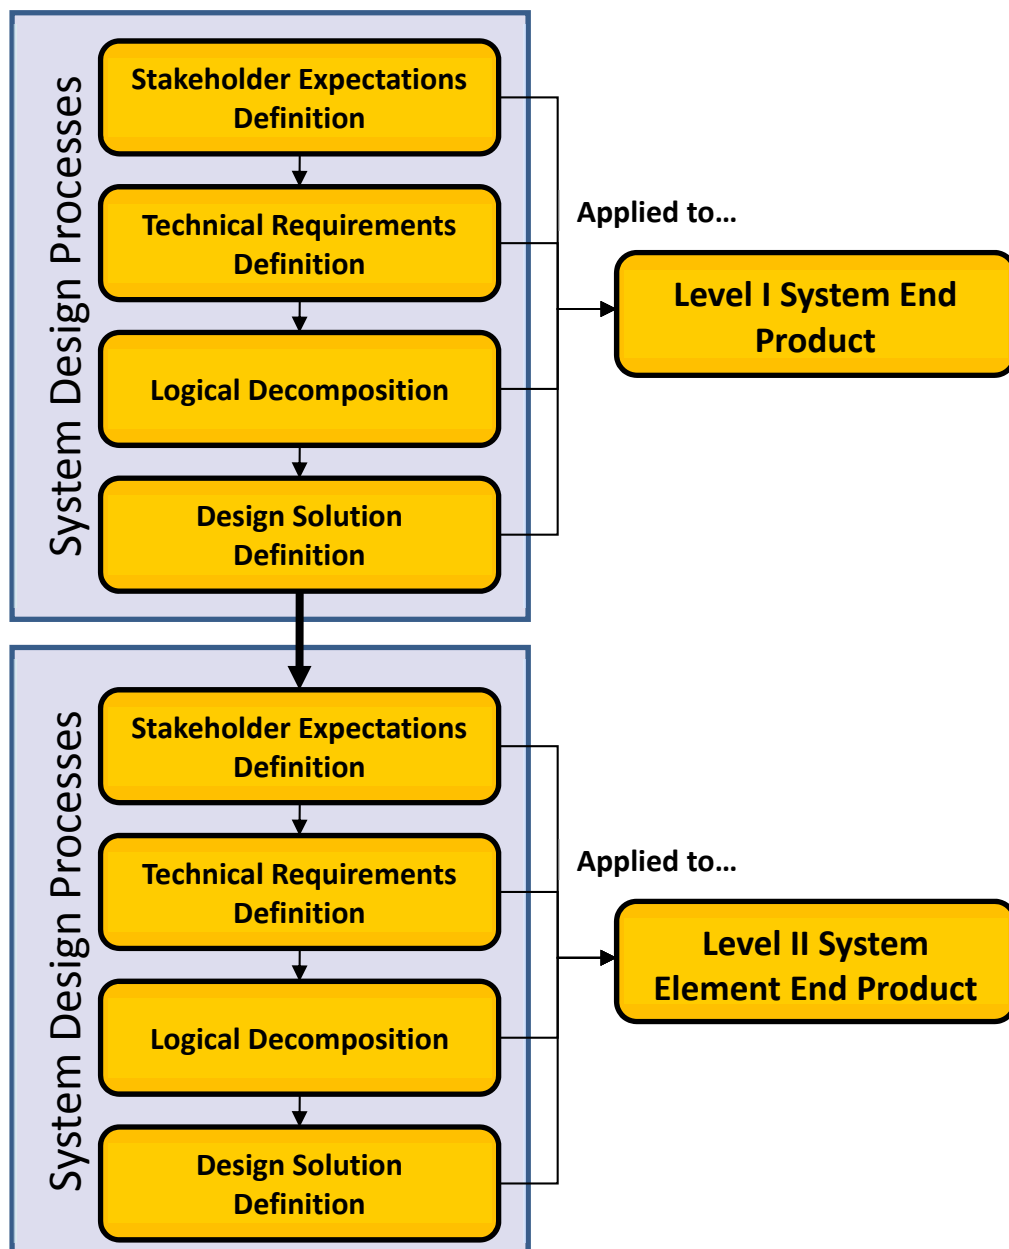 System Design Processes
Stakeholder Expectations
Definition
Technical Requirements
Definition
Logical Decomposition
Design Solution
Definition
Applied to...
Level I System End
Product
System Design Processes
Stakeholder Expectations
Definition
Technical Requirements
Definition
Logical Decomposition
Design Solution
Definition
Applied to...
Level II System
Element End Product